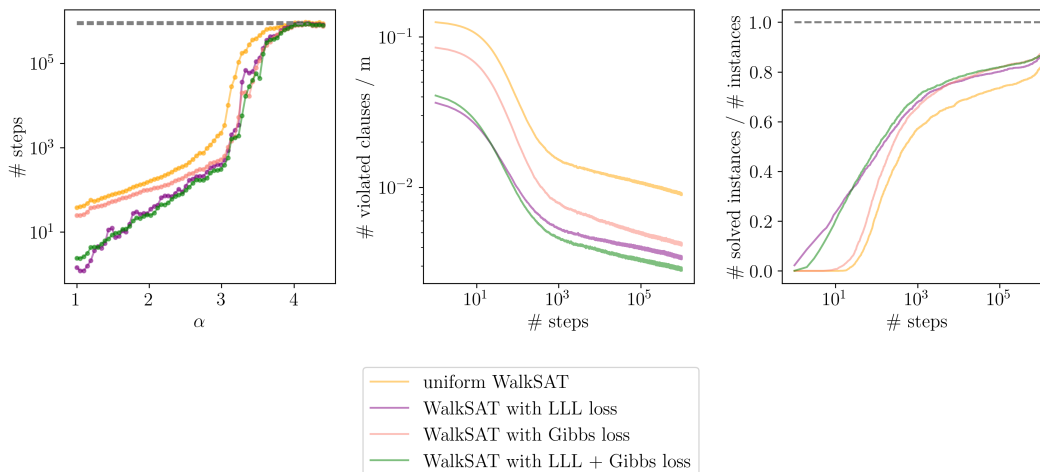 # steps
10^5
10^3
10^1
1
2
3
4
α
# violated clauses / m
10^-1
10^-2
10^1
10^3
10^5
# steps
# solved instances / # instances
1.0
0.8
0.6
0.4
0.2
0.0
10^1
10^3
10^5
# steps
uniform WalkSAT
WalkSAT with LLL loss
WalkSAT with Gibbs loss
WalkSAT with LLL + Gibbs loss